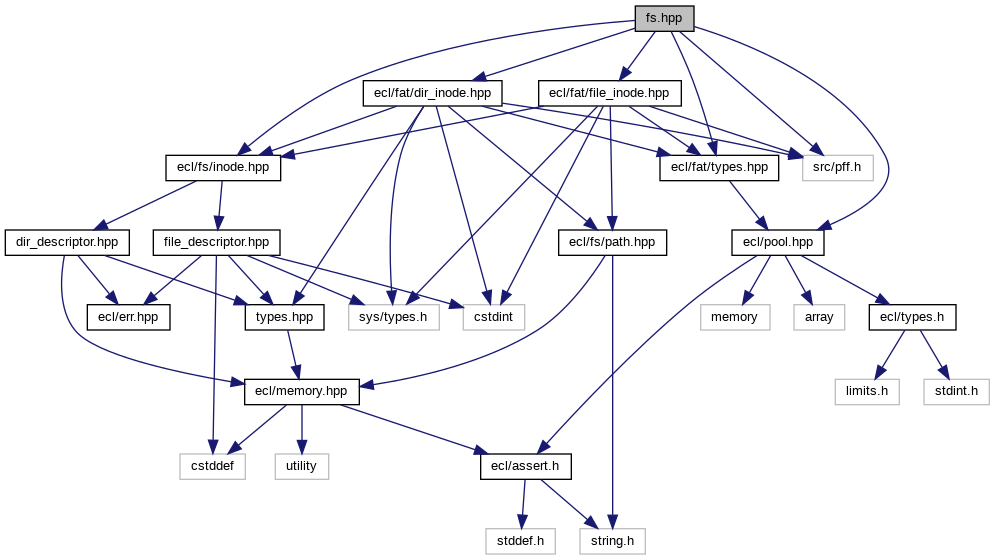 fs.hpp
ecl/fat/dir_inode.hpp
ecl/fat/file_inode.hpp
ecl/fs/inode.hpp
ecl/fat/types.hpp
src/pff.h
dir_descriptor.hpp
file_descriptor.hpp
ecl/fs/path.hpp
ecl/pool.hpp
ecl/err.hpp
types.hpp
sys/types.h
cstdint
memory
array
ecl/types.h
ecl/memory.hpp
limits.h
stdint.h
cstddef
utility
ecl/assert.h
stddef.h
string.h